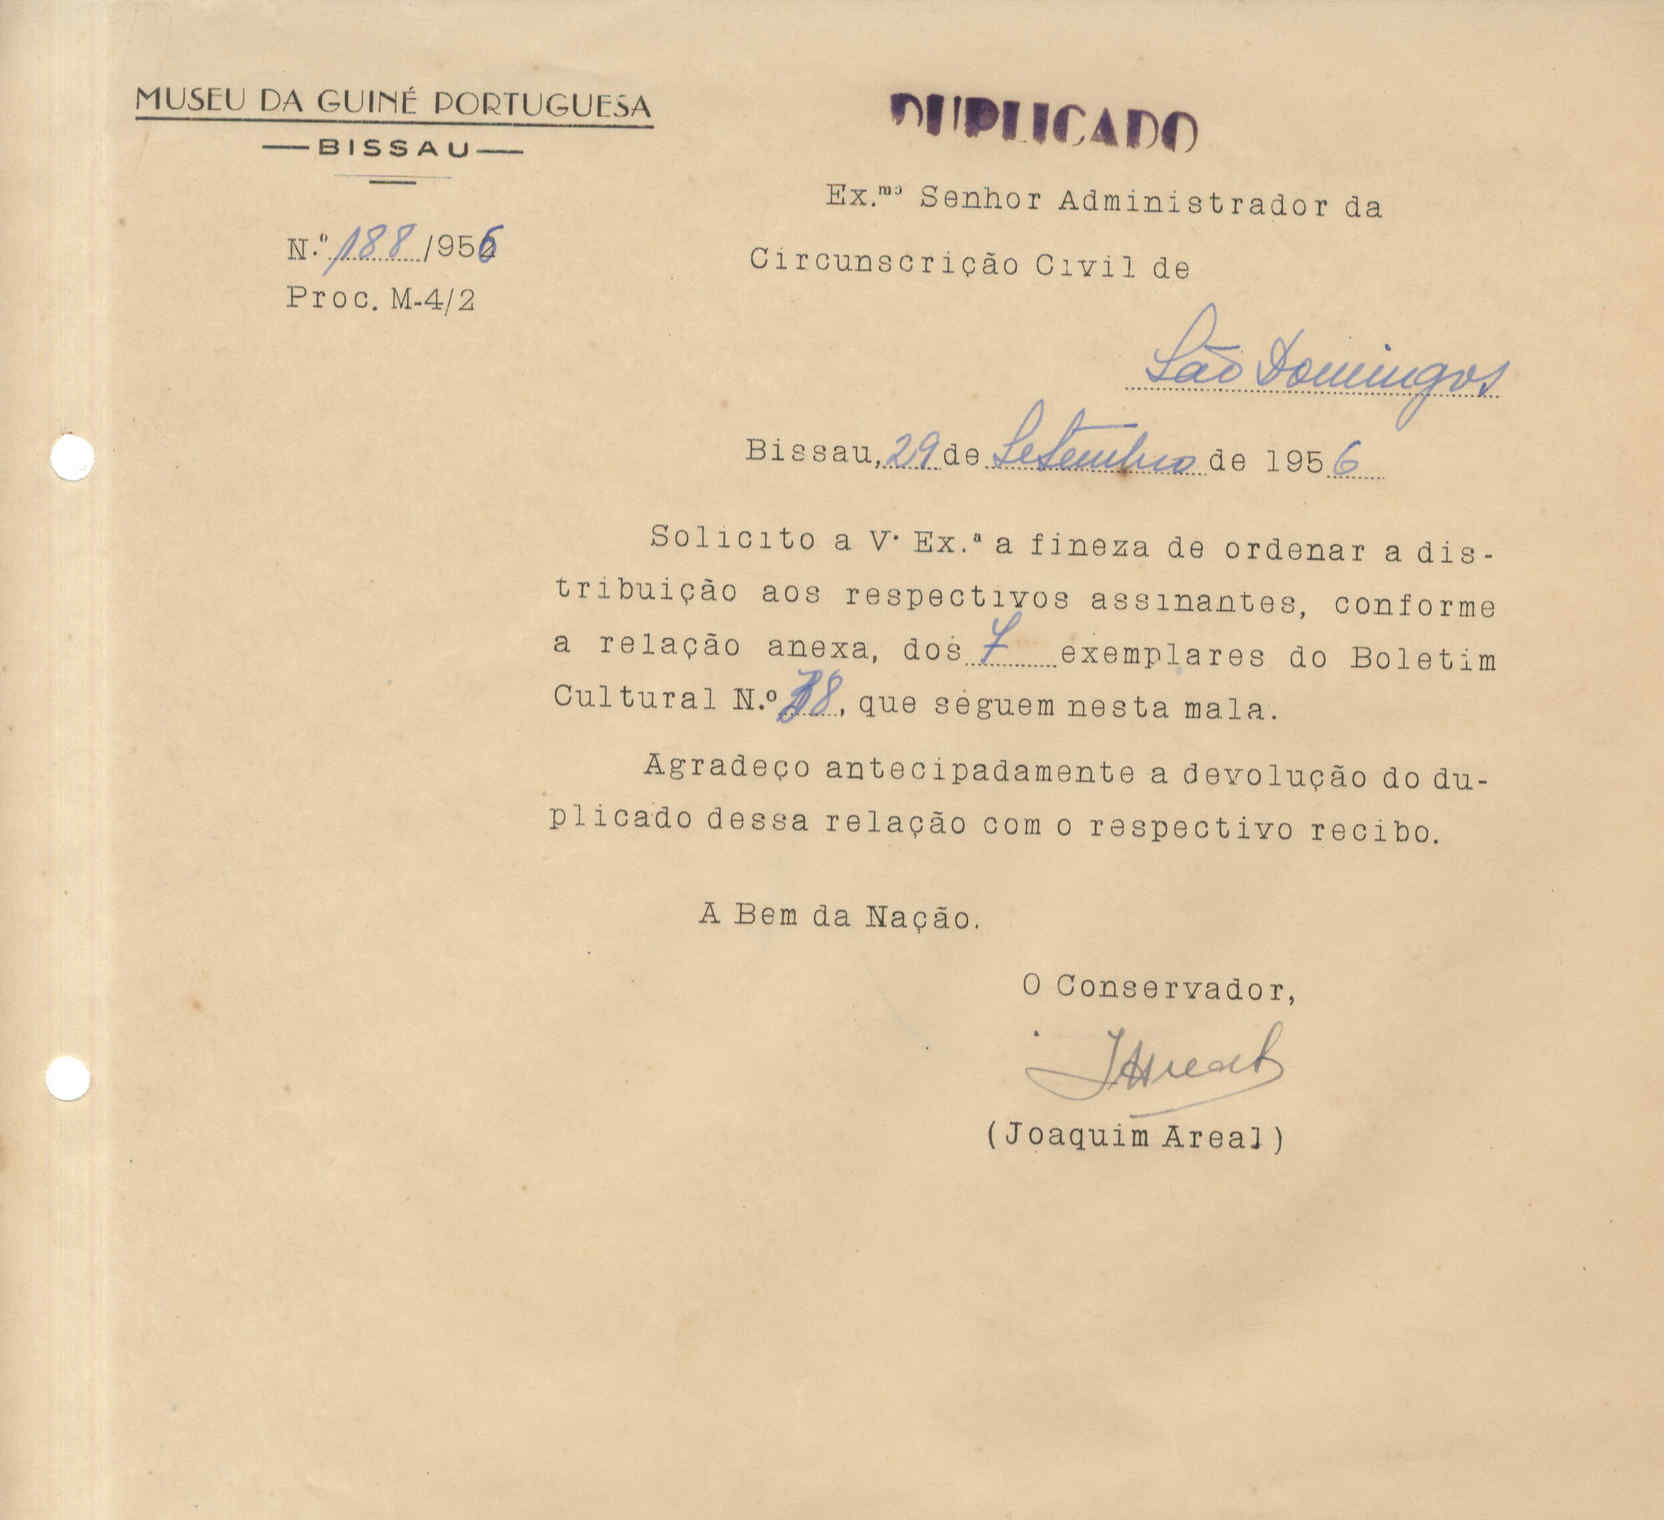 MUSEU DA GUINÉ PORTUGUESA
—BISSAU—
DUPLICADO
Ex.mo Senhor Administrador da
Circunscrição Civil de
São Domingos
N.º 188/956
Proc. M-4/2
Bissau, 29 de Setembro de 1956
Solicito a V. Ex.ª a fineza de ordenar a dis-
tribuição aos respectivos assinantes, conforme
a relação anexa, dos 7 exemplares do Boletim
Cultural N.º 38, que seguem nesta mala.
Agradeço antecipadamente a devolução do du-
plicado dessa relação com o respectivo recibo.
A Bem da Nação.
O Conservador,
JAreal
(Joaquim Areal)